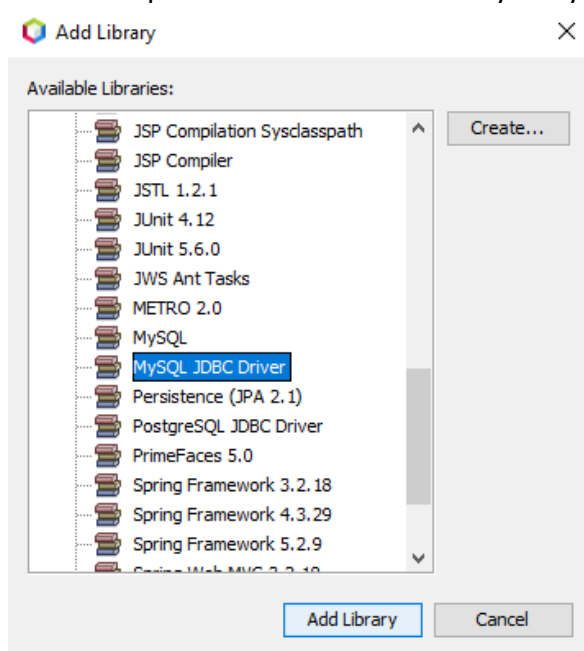 Add Library
Available Libraries:
JSP Compilation Sysclasspath
Create...
JSP Compiler
JSTL 1.2.1
JUnit 4.12
JUnit 5.6.0
JWS Ant Tasks
METRO 2.0
MySQL
MySQL JDBC Driver
Persistence (JPA 2.1)
PostgreSQL JDBC Driver
PrimeFaces 5.0
Spring Framework 3.2.18
Spring Framework 4.3.29
Spring Framework 5.2.9
Add Library
Cancel